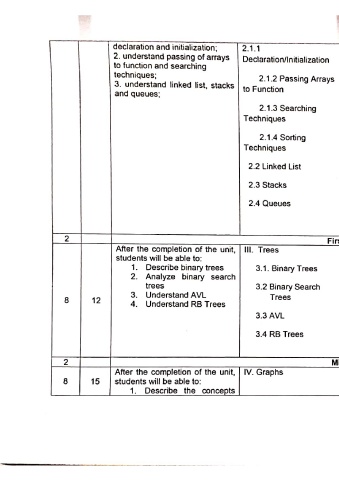 declaration and initialization;
2. understand passing of arrays
to function and searching
techniques;
3. understand linked list, stacks
and queues;
2.1.1
Declaration/Initialization
2.1.2 Passing Arrays
to Function
2.1.3 Searching
Techniques
2.1.4 Sorting
Techniques
2.2 Linked List
2.3 Stacks
2.4 Queues
2
8
12
After the completion of the unit,
students will be able to:
1. Describe binary trees
2. Analyze binary search
trees
3. Understand AVL
4. Understand RB Trees
III. Trees
3.1. Binary Trees
3.2 Binary Search
Trees
3.3 AVL
3.4 RB Trees
2
8
15
After the completion of the unit,
students will be able to:
1. Describe the concepts
IV. Graphs